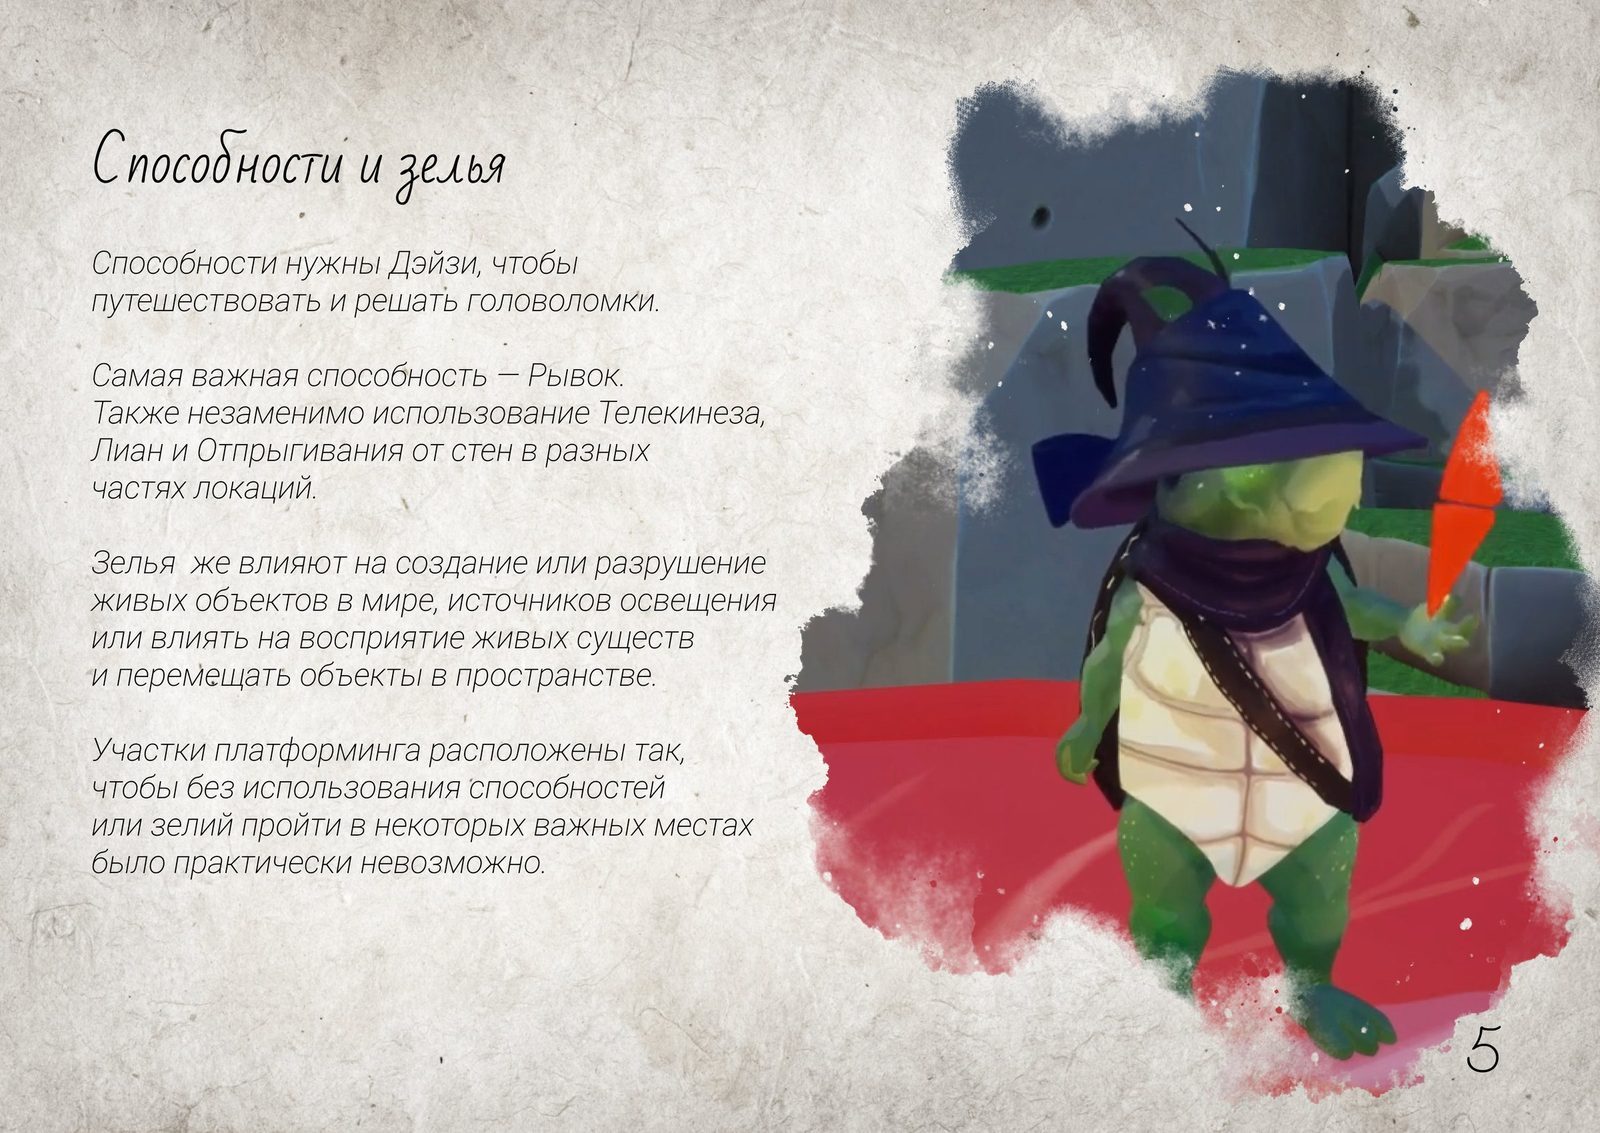 Способности и зелья
Способности нужны Дэйзи, чтобы
путешествовать и решать головоломки.
Самая важная способность — Рывок.
Также незаменимо использование Телекинеза,
Лиан и Отпрыгивания от стен в разных
частях локаций.
Зелья  же влияют на создание или разрушение
живых объектов в мире, источников освещения
или влиять на восприятие живых существ
и перемещать объекты в пространстве.
Участки платформинга расположены так,
чтобы без использования способностей
или зелий пройти в некоторых важных местах
было практически невозможно.
5